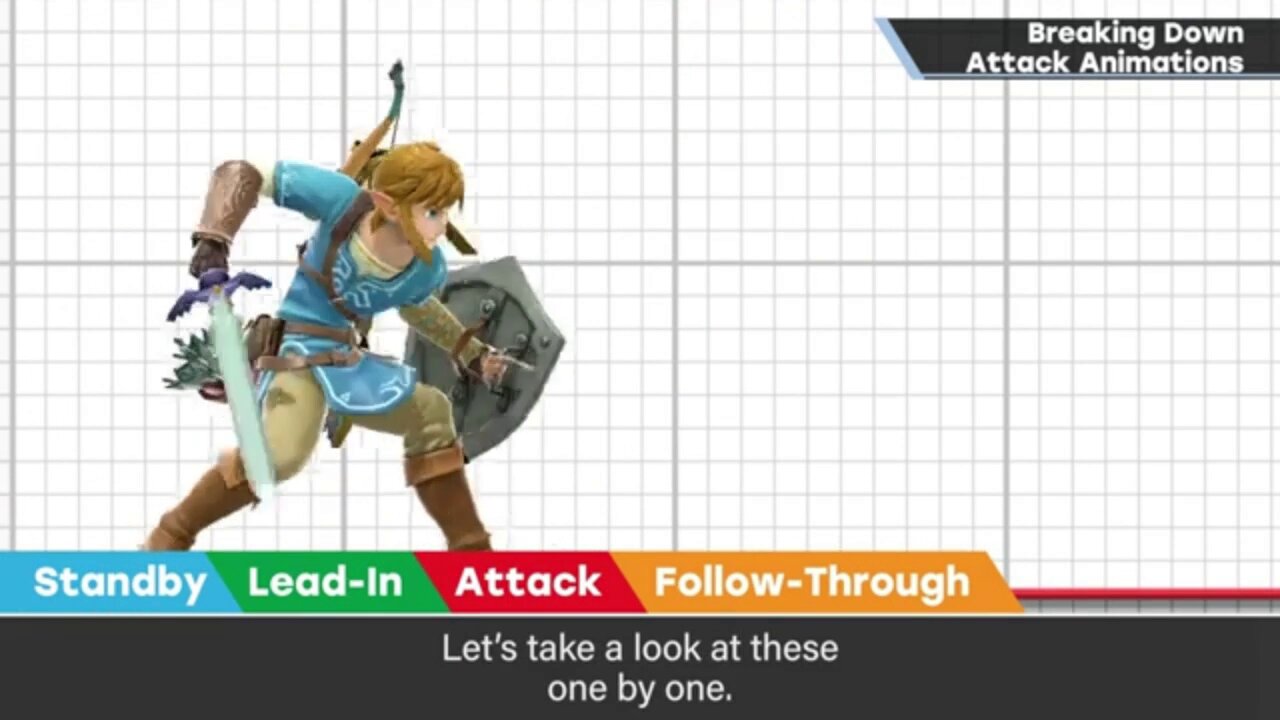 Breaking Down
Attack Animations
Standby Lead-In Attack Follow-Through
Let's take a look at these
one by one.